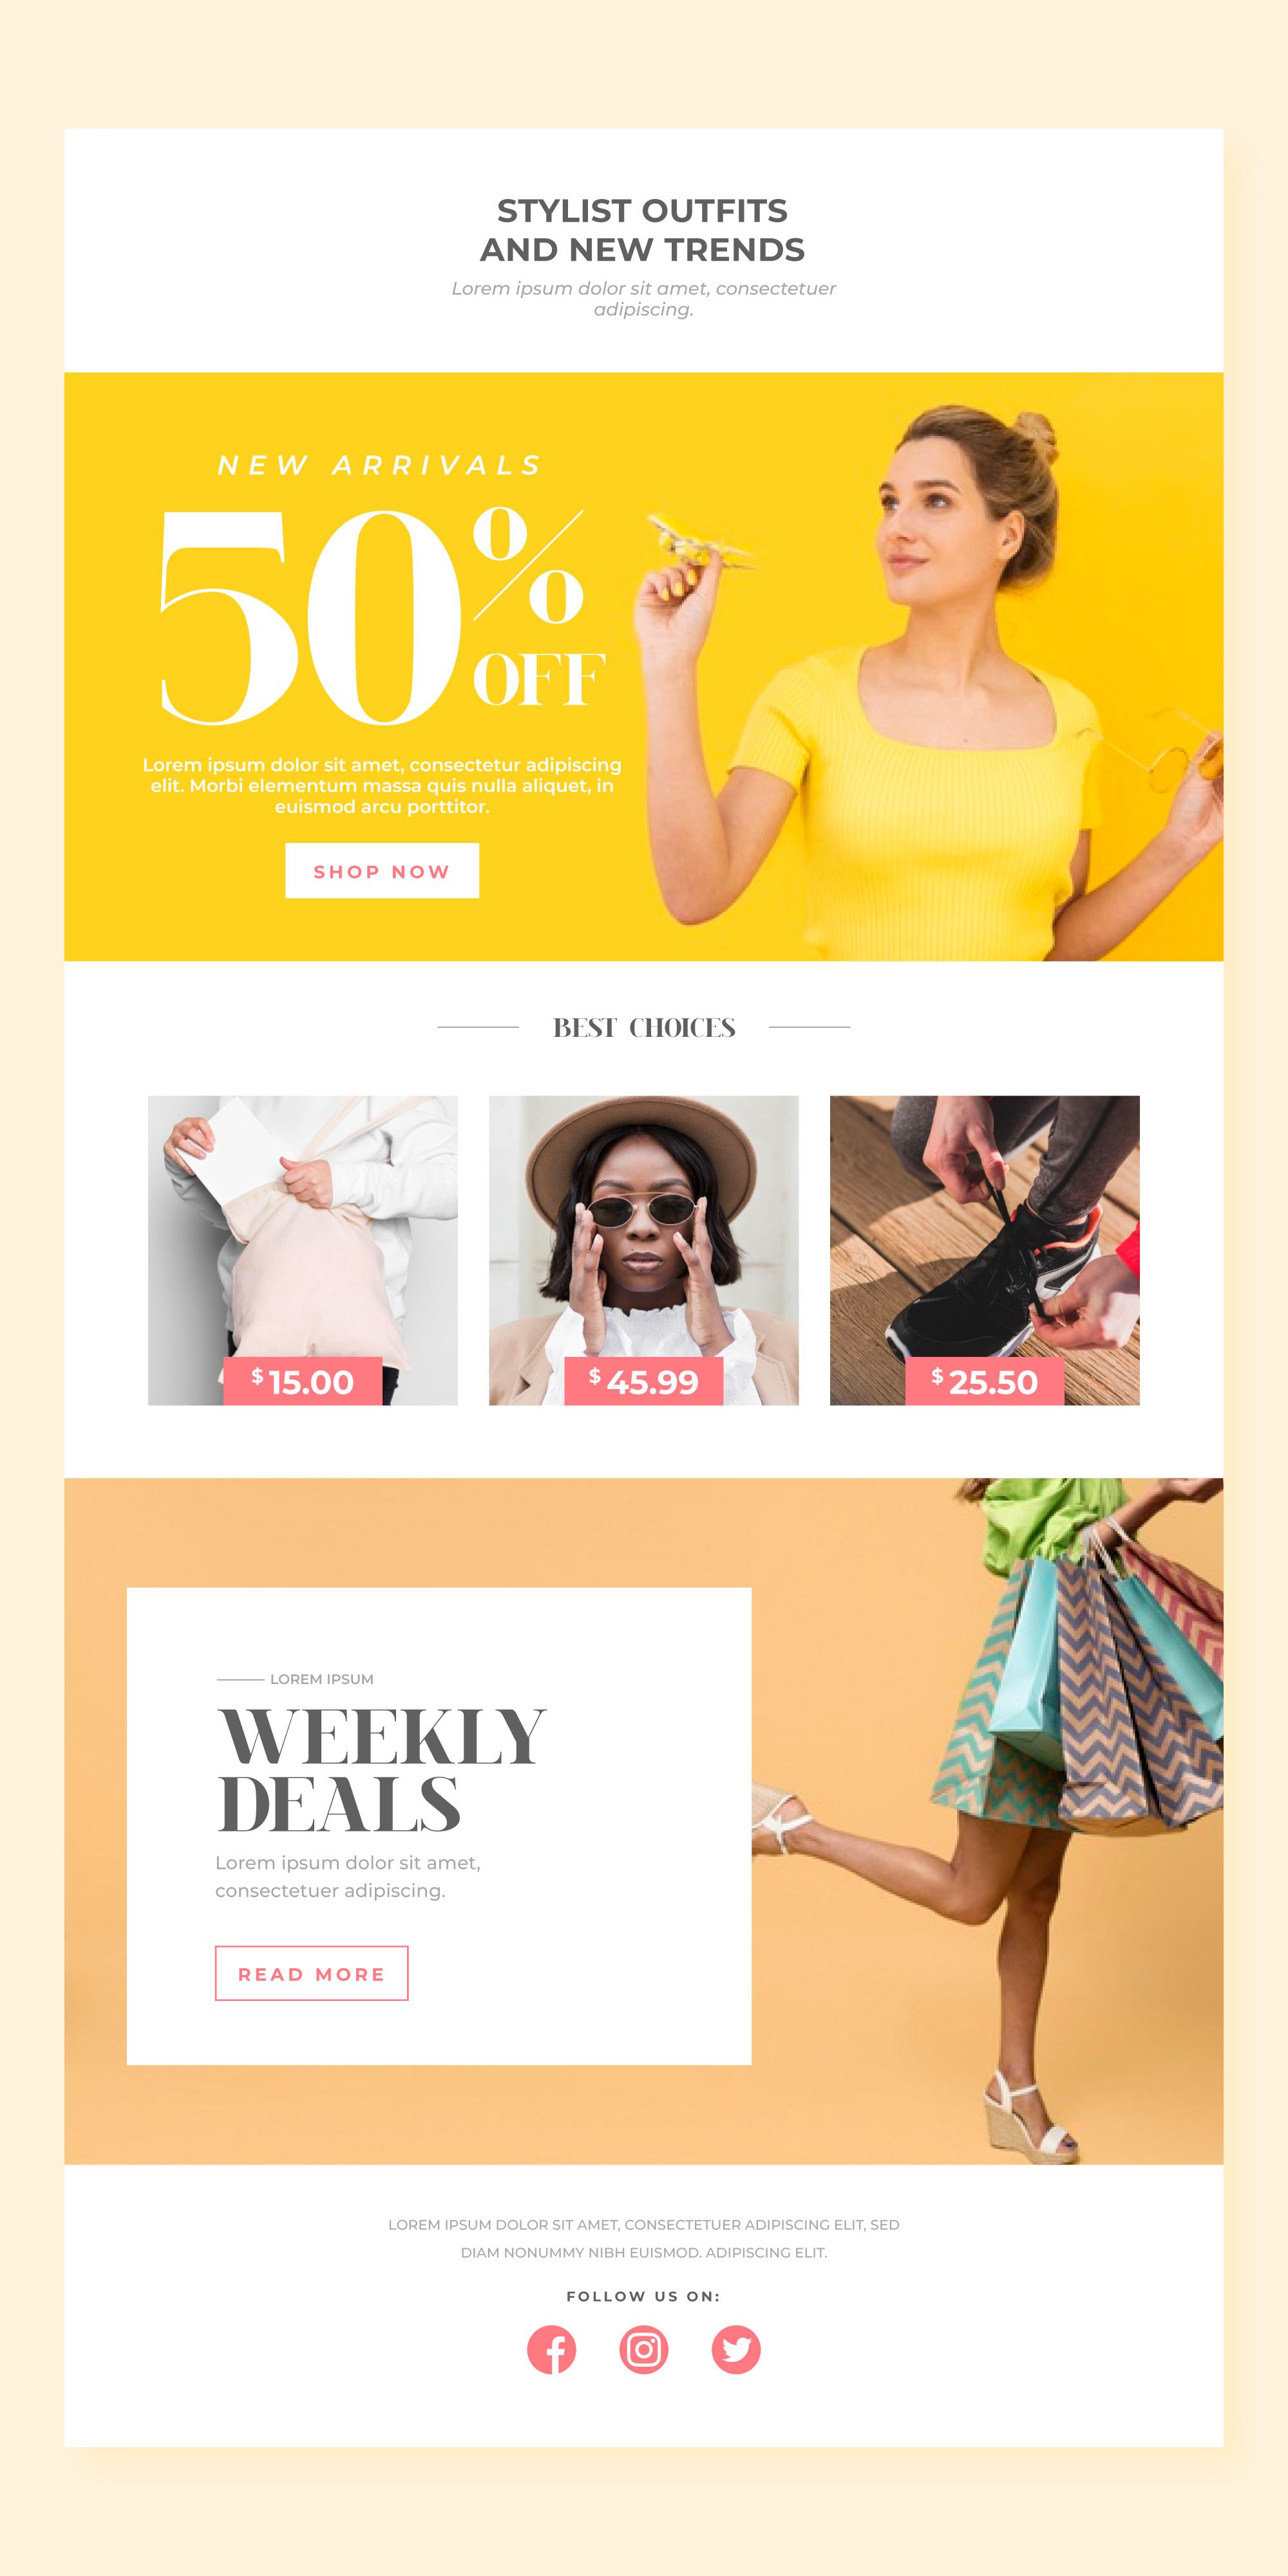 STYLIST OUTFITS
AND NEW TRENDS
Lorem ipsum dolor sit amet, consectetuer
adipiscing.
NEW ARRIVALS
50%
OFF
Lorem ipsum dolor sit amet, consectetur adipiscing
elit. Morbi elementum massa quis nulla aliquet, in
euismod arcu porttitor.
SHOP NOW
BEST CHOICES
$15.00
$45.99
$25.50
LOREM IPSUM
WEEKLY
DEALS
Lorem ipsum dolor sit amet,
consectetuer adipiscing.
READ MORE
LOREM IPSUM DOLOR SIT AMET, CONSECTETUER ADIPISCING ELIT, SED
DIAM NONUMMY NIBH EUISMOD. ADIPISCING ELIT.
FOLLOW US ON: